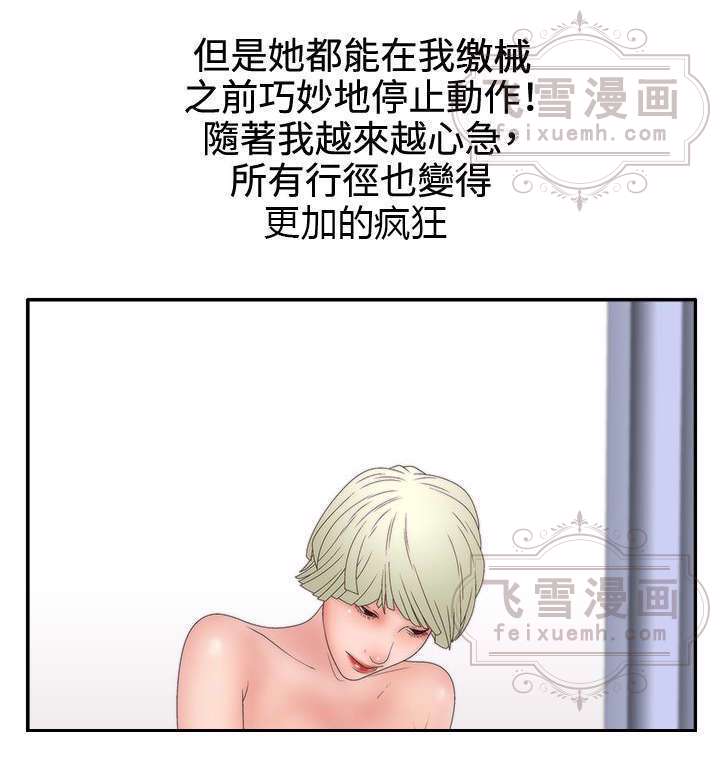 但是她都能在我缴械
之前巧妙地停止動作！
隨著我越來越心急，
所有行徑也變得
更加的疯狂
飞雪漫画
feixuemh.com
飞雪漫画
feixuemh.com